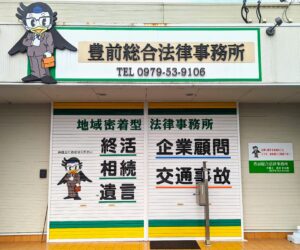 豊前総合法律事務所
TEL 0979-53-9106
地域密着型 法律事務所
終活
相続
遺言
企業顧問
交通事故
豊前総合法律事務所